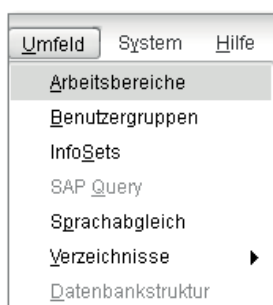 Umfeld System Hilfe
Arbeitsbereiche
Benutzergruppen
InfoSets
SAP Query
Sprachabgleich
Verzeichnisse
Datenbankstruktur